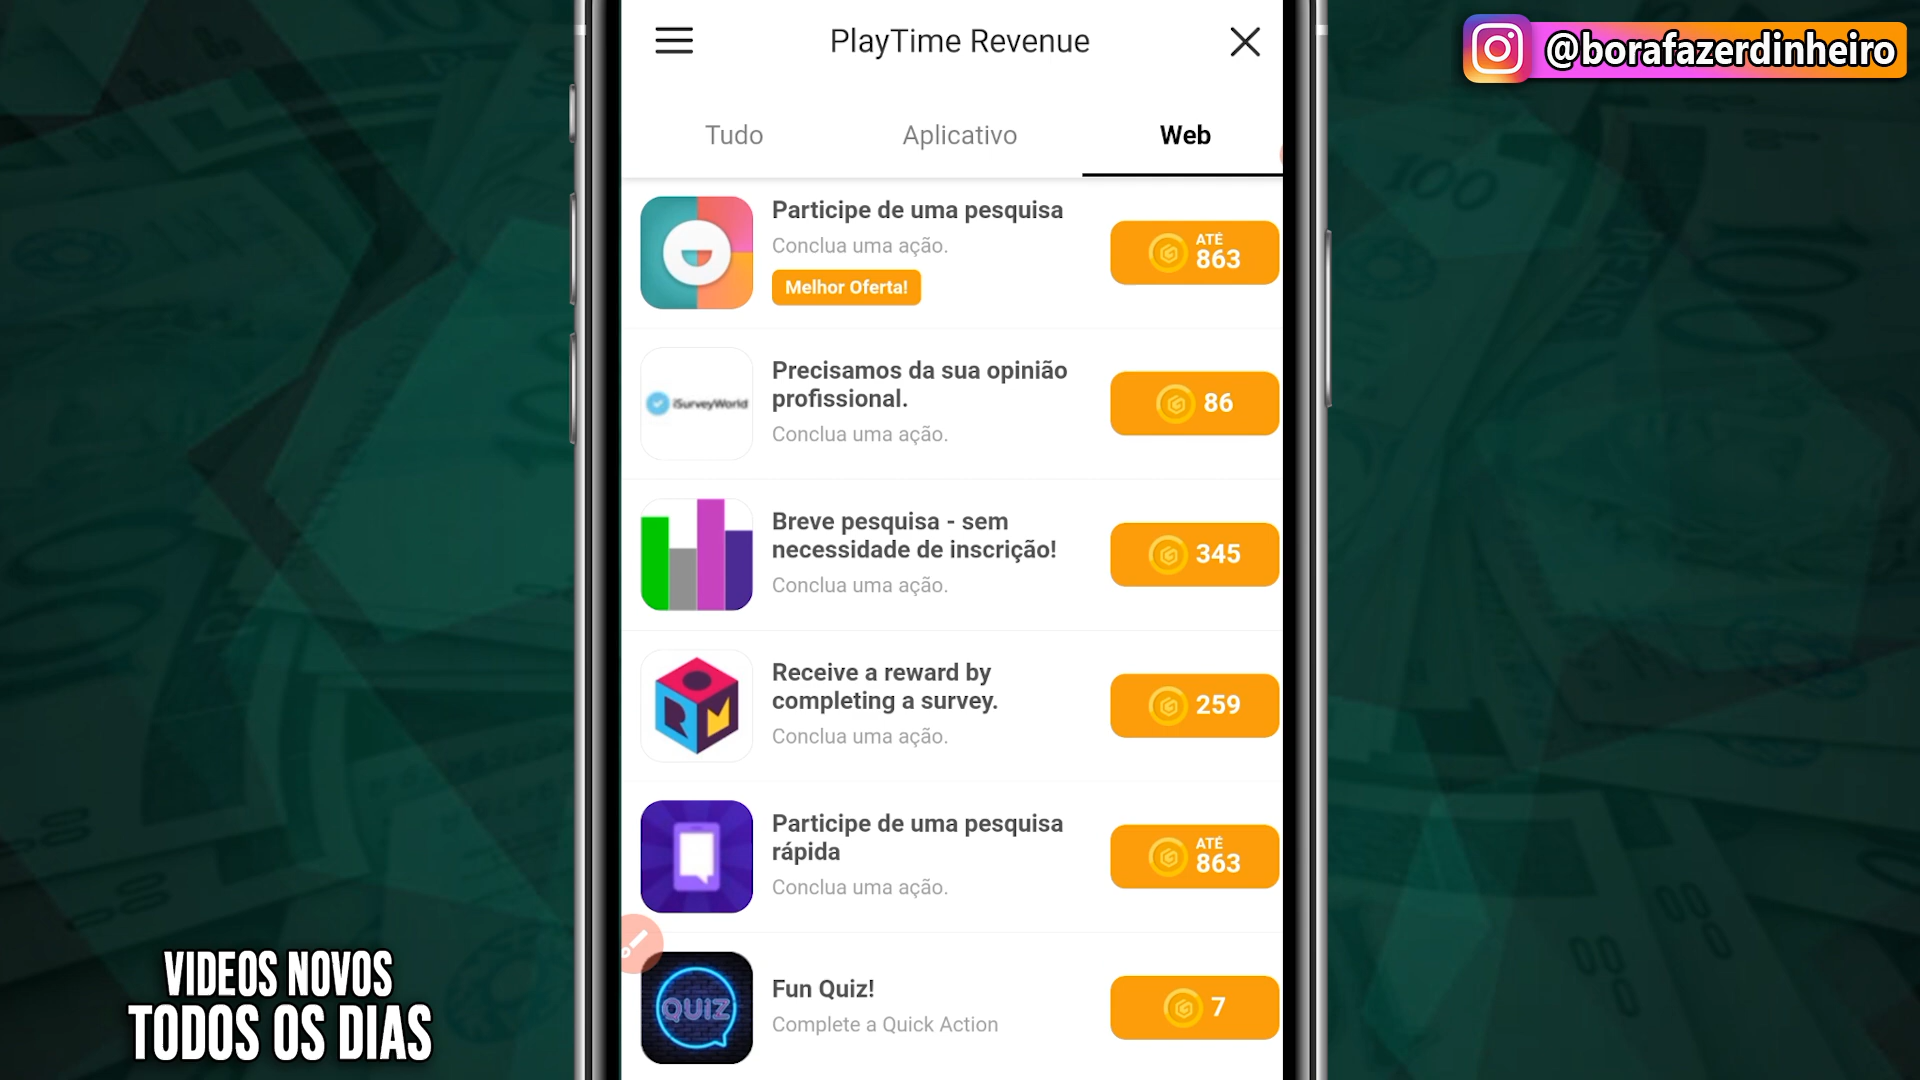 PlayTime Revenue
@borafazerdinheiro
Tudo
Aplicativo
Web
Participe de uma pesquisa
Conclua uma ação.
Melhor Oferta!
ATÉ
863
Precisamos da sua opinião
profissional.
Conclua uma ação.
iSurveyWorld
86
Breve pesquisa - sem
necessidade de inscrição!
Conclua uma ação.
345
Receive a reward by
completing a survey.
Conclua uma ação.
RM
259
Participe de uma pesquisa
rápida
Conclua uma ação.
ATÉ
863
Fun Quiz!
Complete a Quick Action
QUIZ
7
VIDEOS NOVOS
TODOS OS DIAS
100